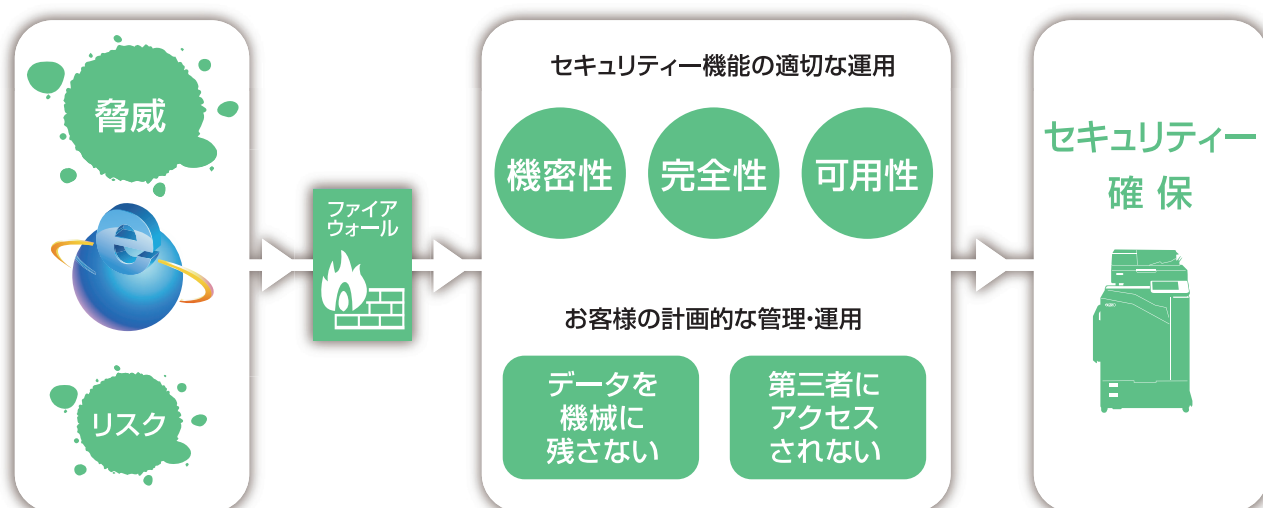 脅威
e
リスク
ファイア
ウォール
セキュリティー機能の適切な運用
機密性
完全性
可用性
お客様の計画的な管理・運用
データを
機械に
残さない
第三者に
アクセス
されない
セキュリティー
確 保